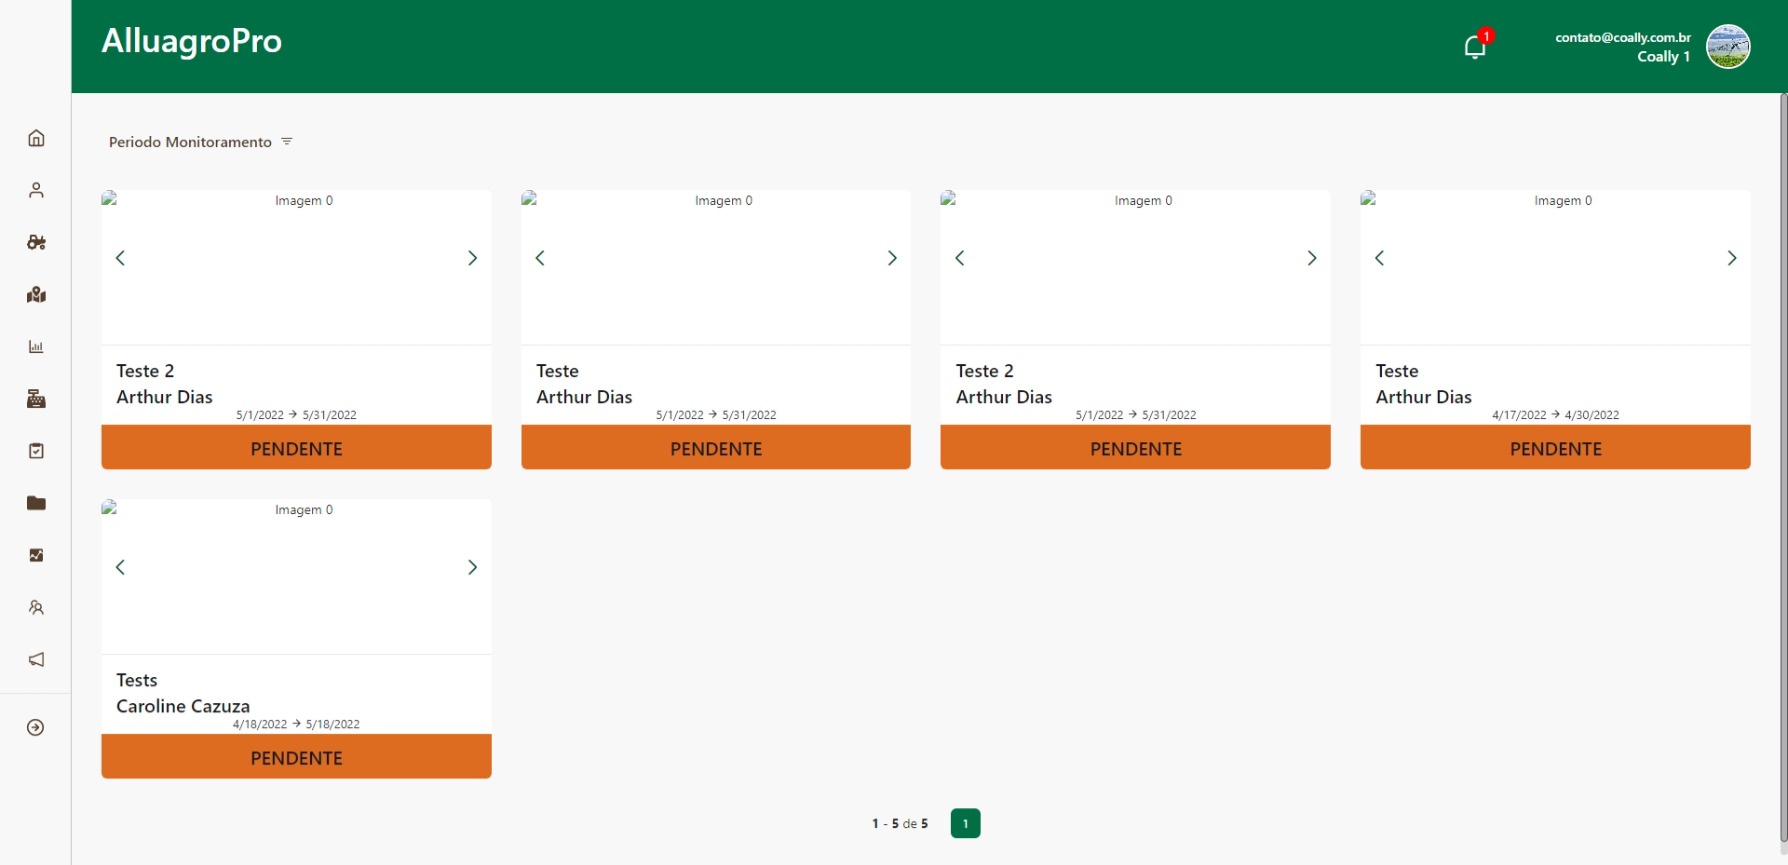 AlluagroPro
1
contato@coally.com.br
Coally 1
Periodo Monitoramento
Imagem 0
Teste 2
Arthur Dias
5/1/2022 → 5/31/2022
PENDENTE
Imagem 0
Teste
Arthur Dias
5/1/2022 → 5/31/2022
PENDENTE
Imagem 0
Teste 2
Arthur Dias
5/1/2022 → 5/31/2022
PENDENTE
Imagem 0
Teste
Arthur Dias
4/17/2022 → 4/30/2022
PENDENTE
Imagem 0
Tests
Caroline Cazuza
4/18/2022 → 5/18/2022
PENDENTE
1 - 5 de 5 1